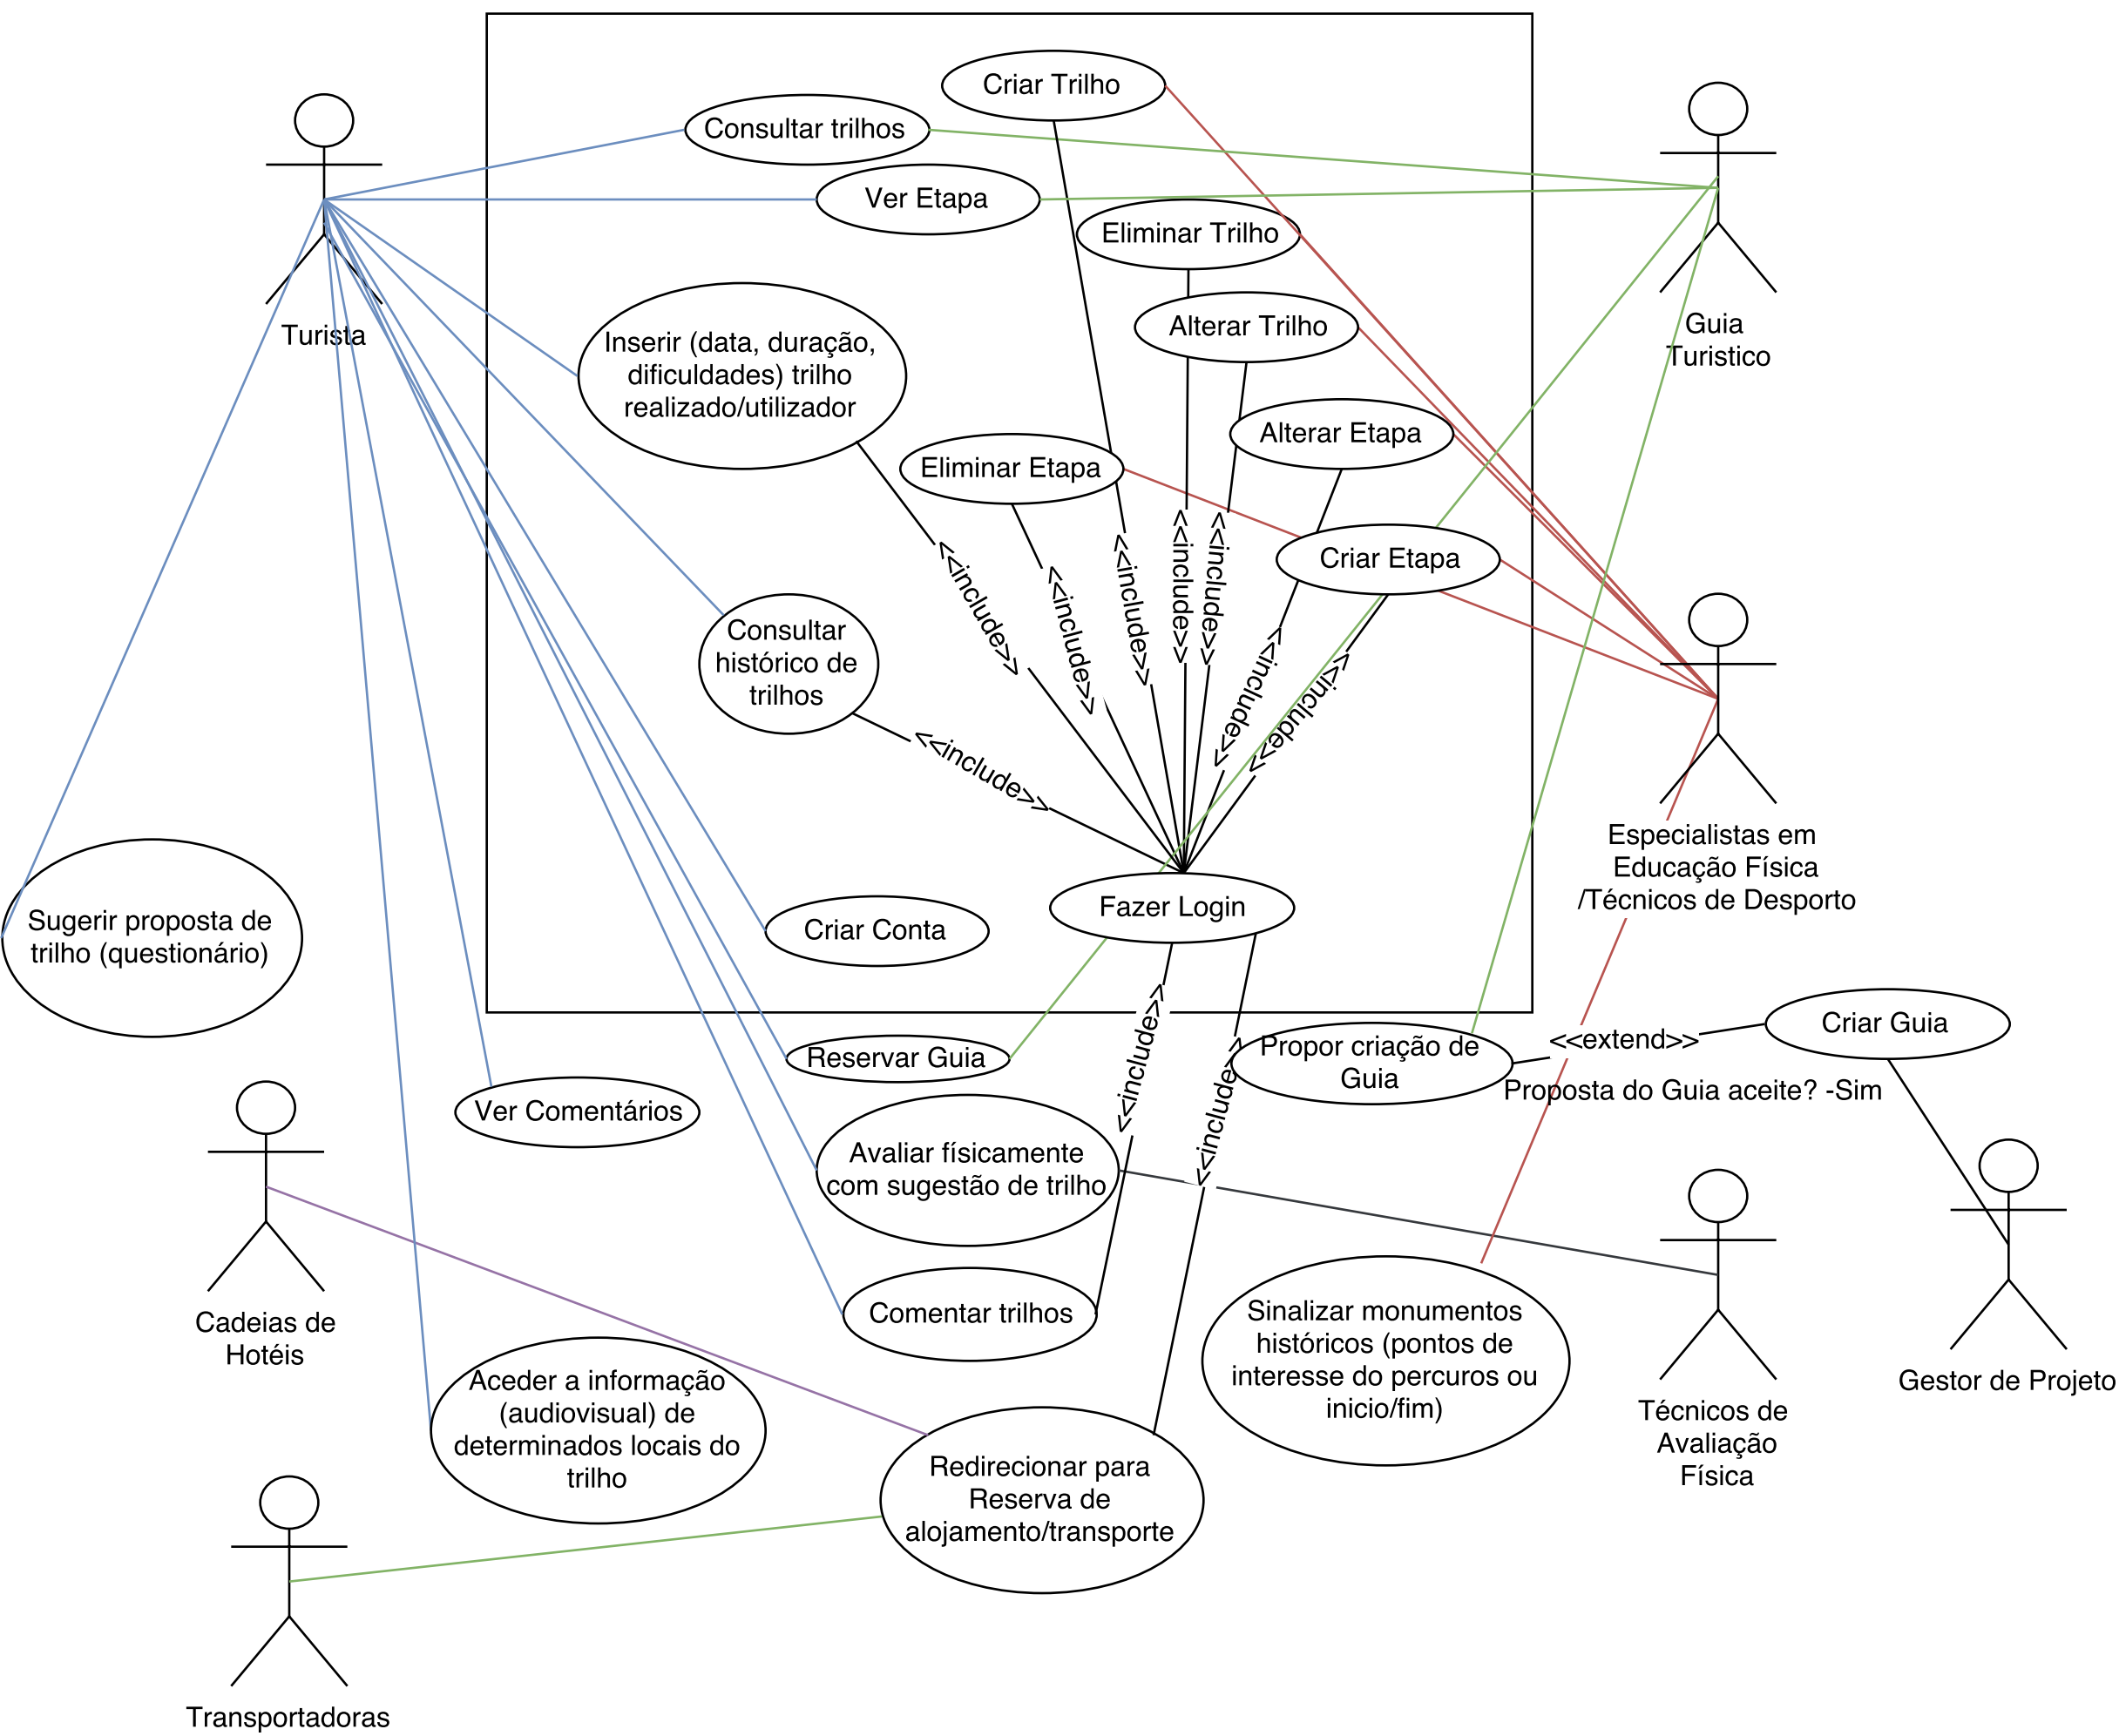 Criar Trilho
Consultar trilhos
Ver Etapa
Eliminar Trilho
Turista
Alterar Trilho
Guia
Turistico
Inserir (data, duração,
dificuldades) trilho
realizado/utilizador
Alterar Etapa
Eliminar Etapa
Criar Etapa
<<include>>
<<include>>
<<include>>
<<include>>
<<include>>
<<include>>
<<include>>
Consultar
histórico de
trilhos
<<include>>
Especialistas em
Educação Física
/Técnicos de Desporto
Sugerir proposta de
trilho (questionário)
Criar Conta
Fazer Login
<<include>>
<<include>>
Reservar Guia
Propor criação de
Guia
<<extend>>
Criar Guia
Proposta do Guia aceite? -Sim
Ver Comentários
Avaliar físicamente
com sugestão de trilho
Cadeias de
Hotéis
Comentar trilhos
Sinalizar monumentos
históricos (pontos de
interesse do percuros ou
inicio/fim)
Gestor de Projeto
Técnicos de
Avaliação
Física
Aceder a informação
(audiovisual) de
determinados locais do
trilho
Redirecionar para
Reserva de
alojamento/transporte
Transportadoras